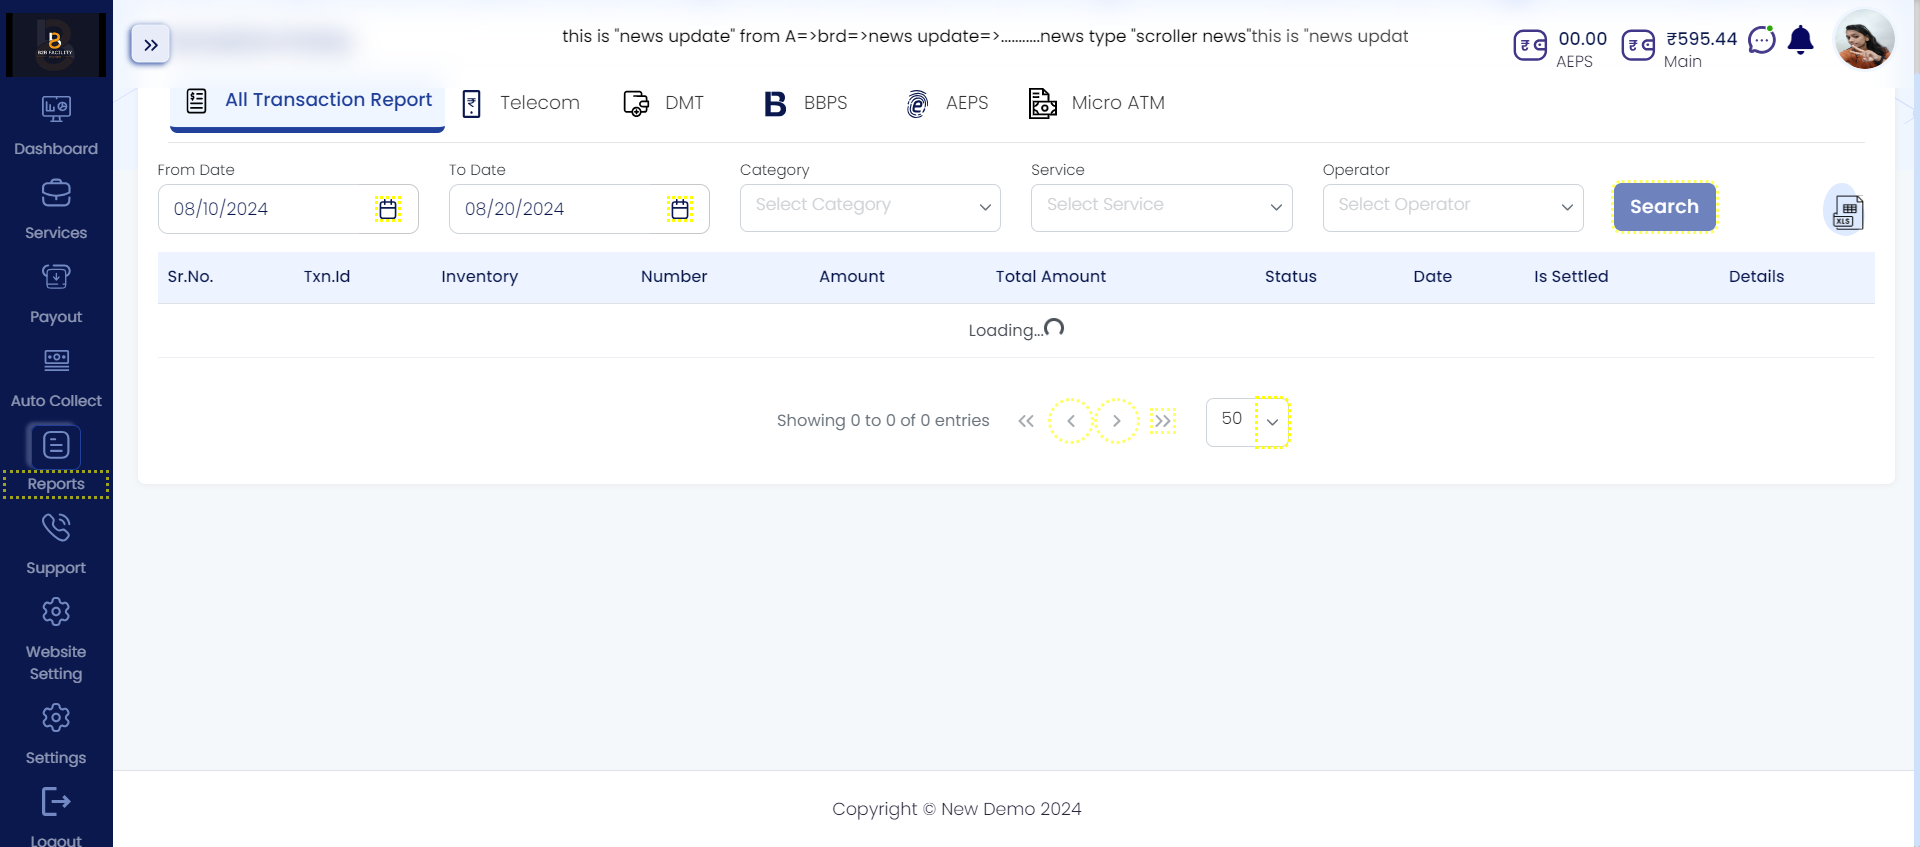 B2B FACILITY
this is "news update" from A=>brd=>news update=>...........news type "scroller news"this is "news updat
00.00
AEPS
₹595.44
Main
Dashboard
Services
Payout
Auto Collect
Reports
Support
Website
Setting
Settings
Logout
All Transaction Report
Telecom
DMT
BBPS
AEPS
Micro ATM
From Date
To Date
Category
Service
Operator
08/10/2024
08/20/2024
Select Category
Select Service
Select Operator
Search
XLS
Sr.No. Txn.Id Inventory Number Amount Total Amount Status Date Is Settled Details
Loading...
Showing 0 to 0 of 0 entries
50
Copyright © New Demo 2024